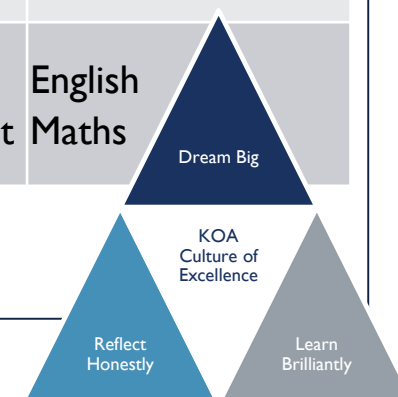 English
t Maths
Dream Big
KOA
Culture of
Excellence
Reflect
Honestly
Learn
Brilliantly